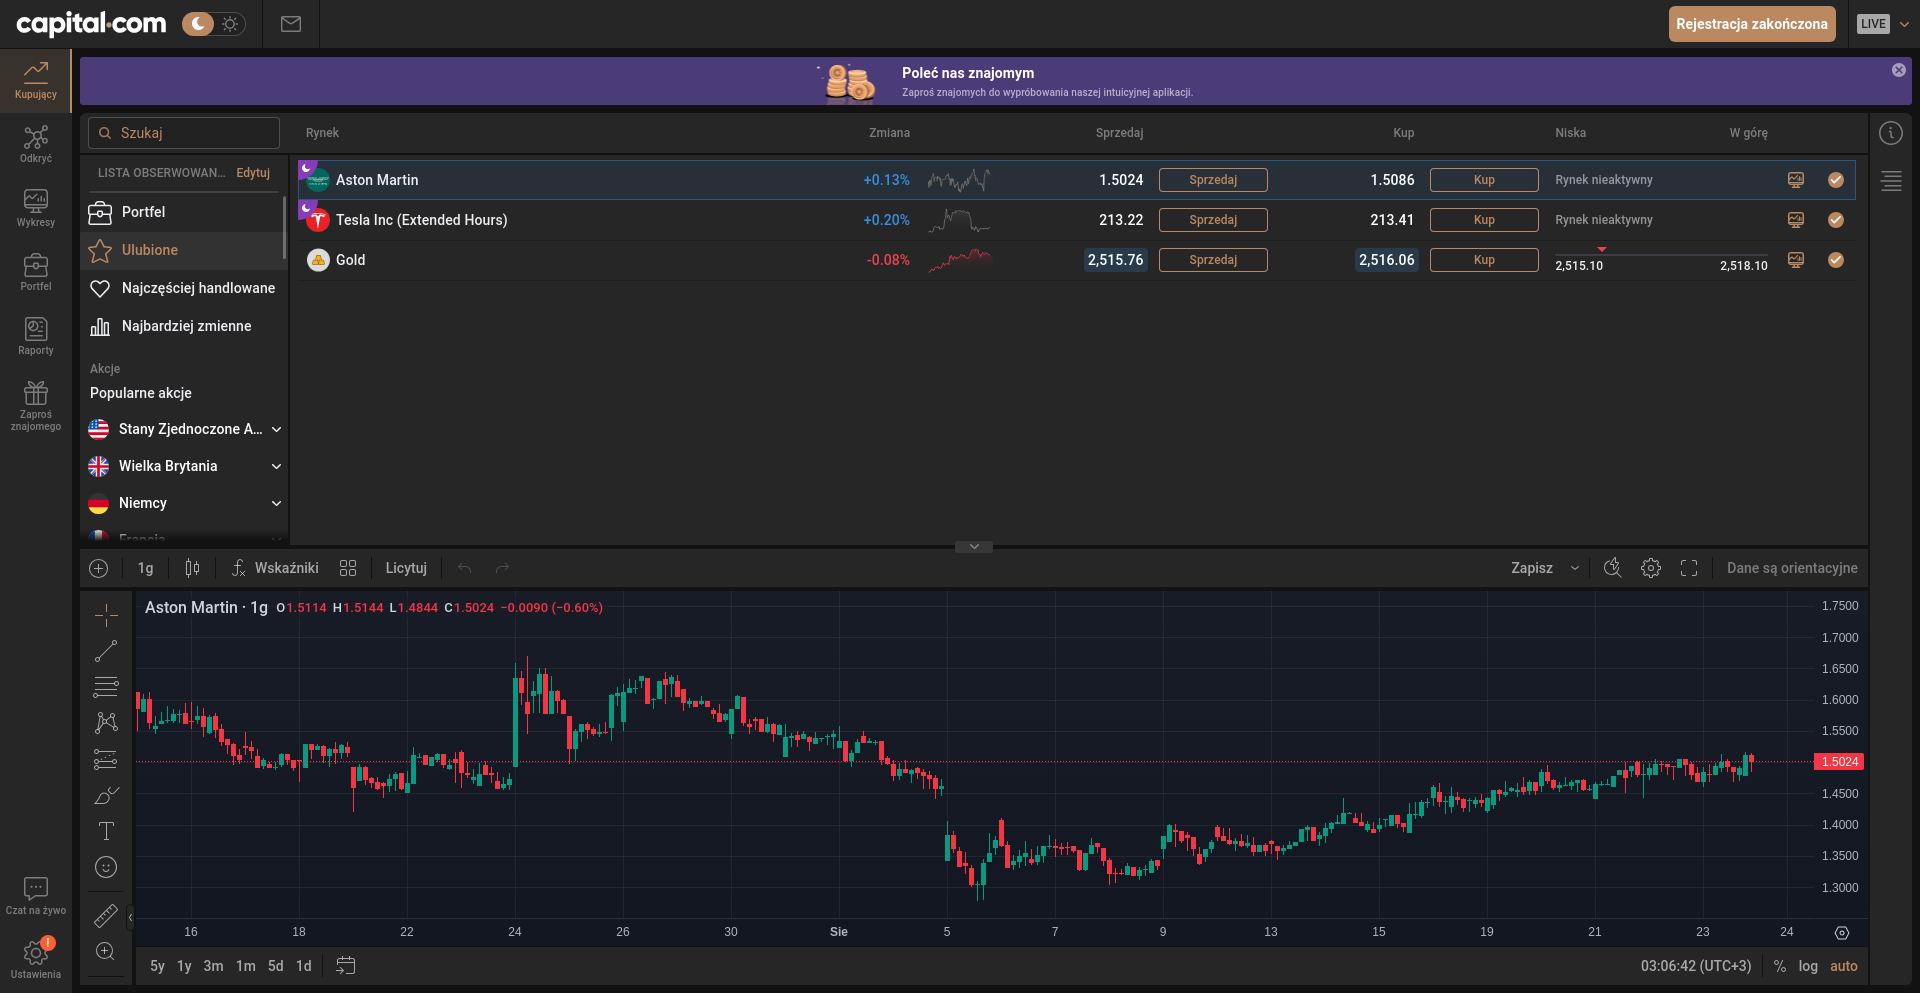 capital.com
Rejestracja zakończona
LIVE
Kupujący
Odkryć
Wykresy
Portfel
Raporty
Zaproś
znajomego
Czat na żywo
Ustawienia
Poleć nas znajomym
Zaproś znajomych do wypróbowania naszej intuicyjnej aplikacji.
Szukaj
LISTA OBSERWOWAN... Edytuj
Portfel
Ulubione
Najczęściej handlowane
Najbardziej zmienne
Akcje
Popularne akcje
Stany Zjednoczone A...
Wielka Brytania
Niemcy
Francja
Rynek Zmiana Sprzedaj Kup Niska W górę
Aston Martin +0.13% 1.5024 Sprzedaj 1.5086 Kup Rynek nieaktywny
Tesla Inc (Extended Hours) +0.20% 213.22 Sprzedaj 213.41 Kup Rynek nieaktywny
Gold -0.08% 2,515.76 Sprzedaj 2,516.06 Kup 2,515.10 2,518.10
1g Wskaźniki Licytuj Zapisz Dane są orientacyjne
Aston Martin · 1g O1.5114 H1.5144 L1.4844 C1.5024 −0.0090 (−0.60%)
1.7500
1.7000
1.6500
1.6000
1.5500
1.5024
1.4500
1.4000
1.3500
1.3000
16 18 22 24 26 30 Sie 5 7 9 13 15 19 21 23 24
5y 1y 3m 1m 5d 1d 03:06:42 (UTC+3) % log auto